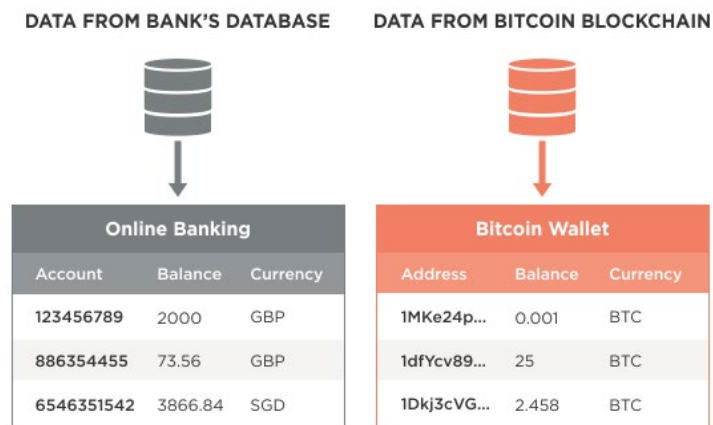 DATA FROM BANK'S DATABASE
DATA FROM BITCOIN BLOCKCHAIN
Online Banking
Account Balance Currency
123456789 2000 GBP
886354455 73.56 GBP
6546351542 3866.84 SGD
Bitcoin Wallet
Address Balance Currency
1MKe24p... 0.001 BTC
1dfYcv89... 25 BTC
1Dkj3cVG... 2.458 BTC